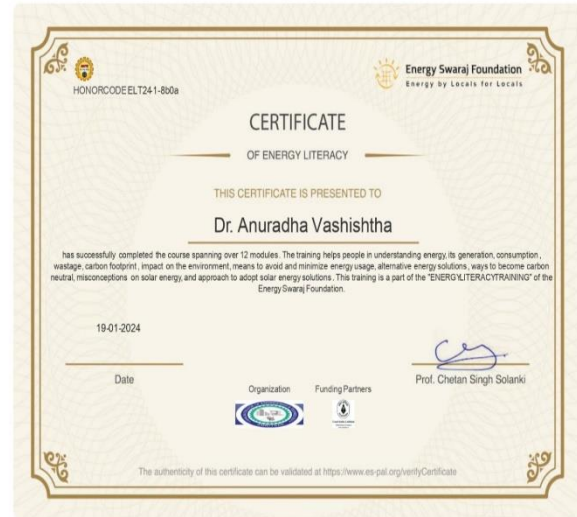 HONORCODE ELT24 1-8b0a
Energy Swaraj Foundation
Energy by Locals for Locals
CERTIFICATE
OF ENERGY LITERACY
THIS CERTIFICATE IS PRESENTED TO
Dr. Anuradha Vashishtha
has successfully completed the course spanning over 12 modules. The training helps people in understanding energy, its generation, consumption,
wastage, carbon footprint, impact on the environment, means to avoid and minimize energy usage, alternative energy solutions, ways to become carbon
neutral, misconceptions on solar energy, and approach to adopt solar energy solutions. This training is a part of the "ENERGYLITERACYTRAINING" of the
Energy Swaraj Foundation.
19-01-2024
Date
Organization
Funding Partners
Prof. Chetan Singh Solanki
The authenticity of this certificate can be validated at https://www.es-pal.org/verifyCertificate